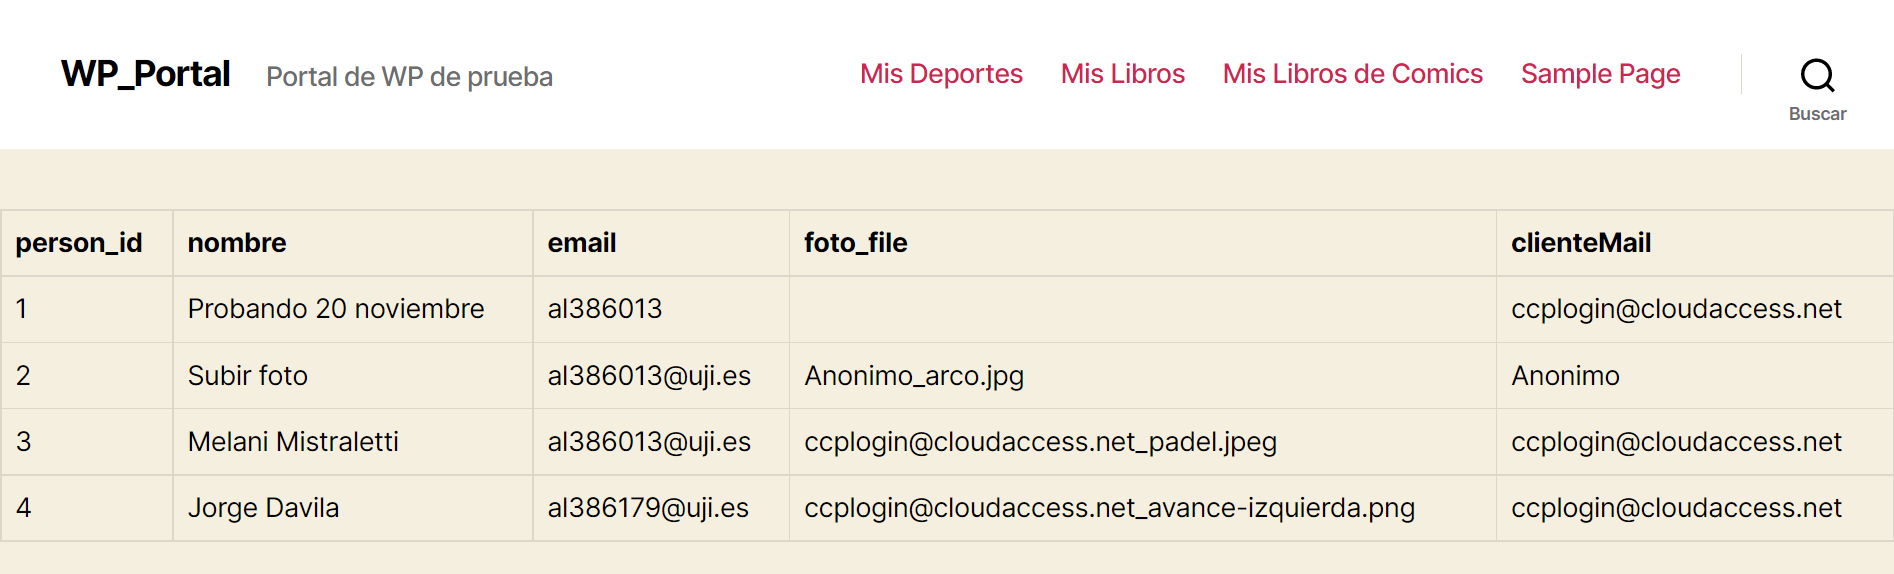 WP_Portal Portal de WP de prueba Mis Deportes Mis Libros Mis Libros de Comics Sample Page
Buscar
person_id nombre email foto_file clienteMail
1 Probando 20 noviembre al386013 ccplogin@cloudaccess.net
2 Subir foto al386013@uji.es Anonimo_arco.jpg Anonimo
3 Melani Mistraletti al386013@uji.es ccplogin@cloudaccess.net_padel.jpeg ccplogin@cloudaccess.net
4 Jorge Davila al386179@uji.es ccplogin@cloudaccess.net_avance-izquierda.png ccplogin@cloudaccess.net